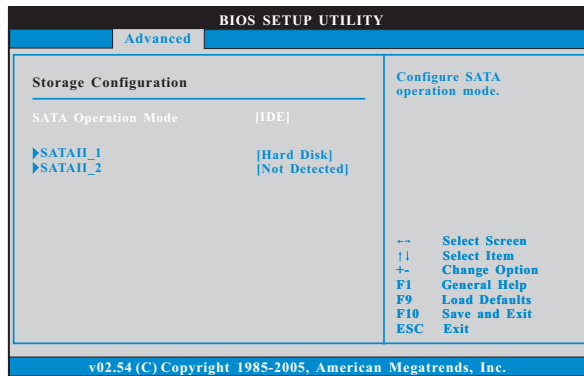 BIOS SETUP UTILITY
Advanced
Storage Configuration
SATA Operation Mode [IDE]
SATAII_1 [Hard Disk]
SATAII_2 [Not Detected]
Configure SATA
operation mode.
←→ Select Screen
↑↓ Select Item
+- Change Option
F1 General Help
F9 Load Defaults
F10 Save and Exit
ESC Exit
v02.54 (C) Copyright 1985-2005, American Megatrends, Inc.